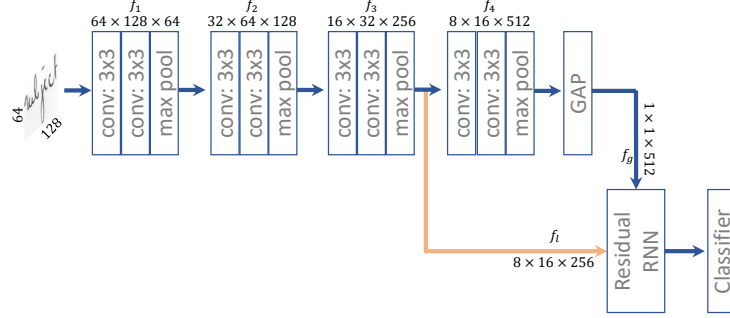 f₁
64 × 128 × 64
conv: 3x3
conv: 3x3
max pool
f₂
32 × 64 × 128
conv: 3x3
conv: 3x3
max pool
f₃
16 × 32 × 256
conv: 3x3
conv: 3x3
max pool
f₄
8 × 16 × 512
conv: 3x3
conv: 3x3
max pool
GAP
subject
64
128
1 × 1 × 512
f_g
f_l
8 × 16 × 256
Residual
RNN
Classifier